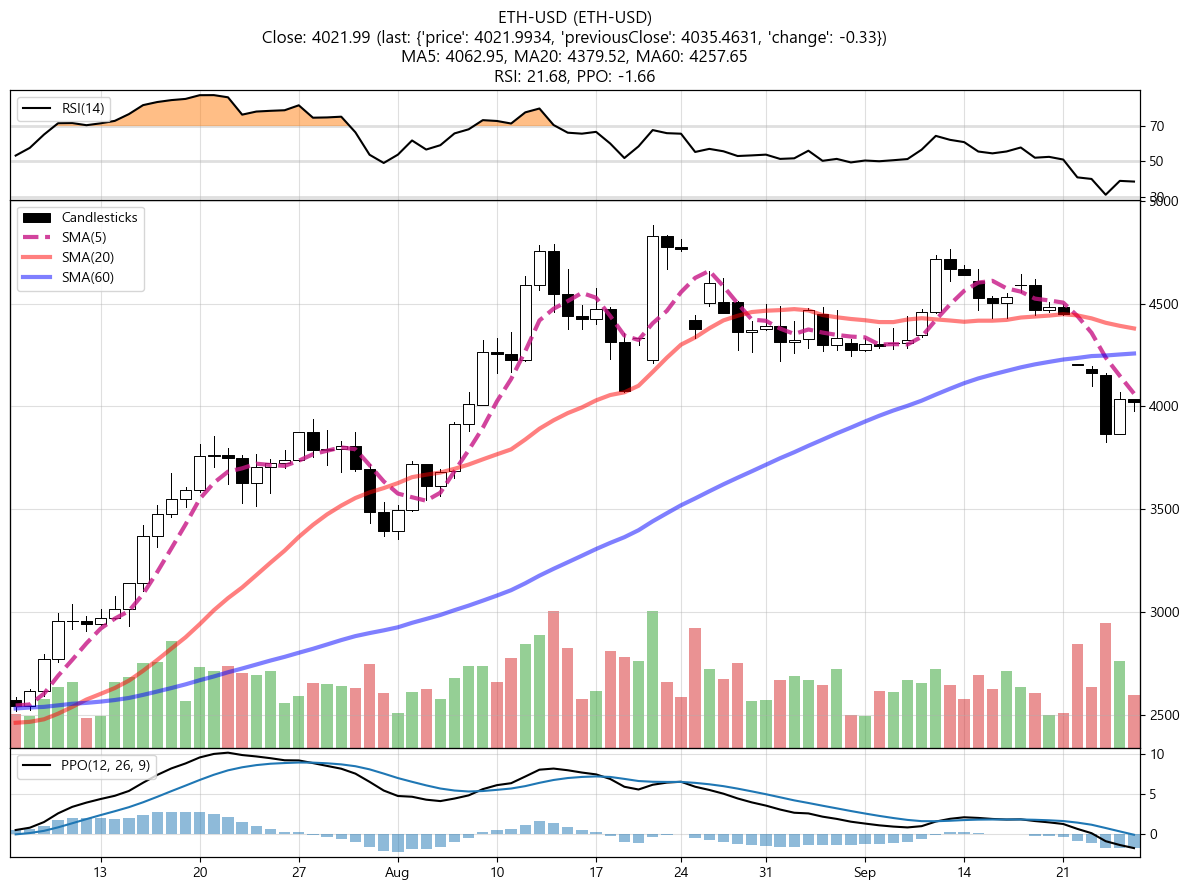 ETH-USD (ETH-USD)
Close: 4021.99 (last: {'price': 4021.9934, 'previousClose': 4035.4631, 'change': -0.33})
MA5: 4062.95, MA20: 4379.52, MA60: 4257.65
RSI: 21.68, PPO: -1.66
RSI(14)
70
50
30
5000
Candlesticks
SMA(5)
SMA(20)
SMA(60)
4500
4000
3500
3000
2500
PPO(12, 26, 9)
10
5
0
13 20 27 Aug 10 17 24 31 Sep 14 21